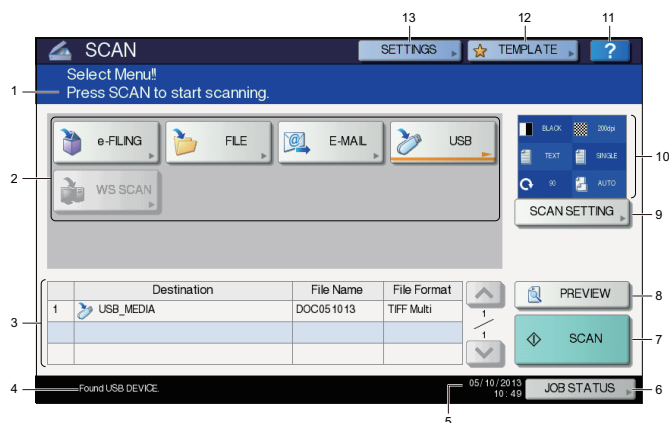 13
12
11
SCAN
SETTINGS
TEMPLATE
?
Select Menu!!
1
Press SCAN to start scanning.
e-FILING
FILE
E-MAIL
USB
2
WS SCAN
BLACK
200dpi
TEXT
SINGLE
10
90
AUTO
SCAN SETTING
9
Destination
File Name
File Format
1
USB_MEDIA
DOC051013
TIFF Multi
3
1
1
PREVIEW
8
SCAN
7
4
Found USB DEVICE.
05/10/2013
10:49
JOB STATUS
6
5